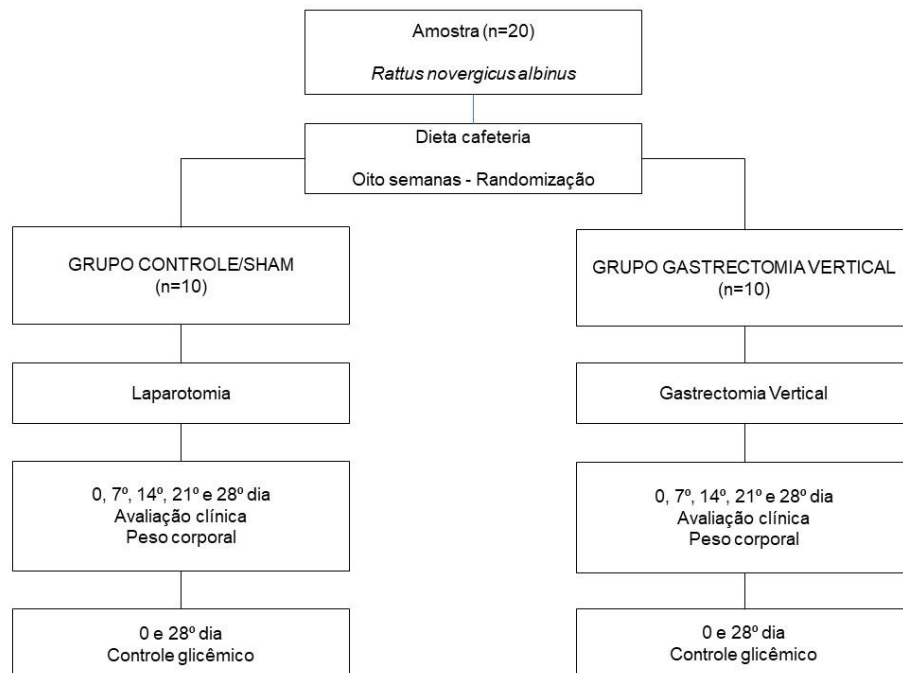 Amostra (n=20)
Rattus novergicus albinus
Dieta cafeteria
Oito semanas - Randomização
GRUPO CONTROLE/SHAM
(n=10)
GRUPO GASTRECTOMIA VERTICAL
(n=10)
Laparotomia
Gastrectomia Vertical
0, 7º, 14º, 21º e 28º dia
Avaliação clínica
Peso corporal
0, 7º, 14º, 21º e 28º dia
Avaliação clínica
Peso corporal
0 e 28º dia
Controle glicêmico
0 e 28º dia
Controle glicêmico